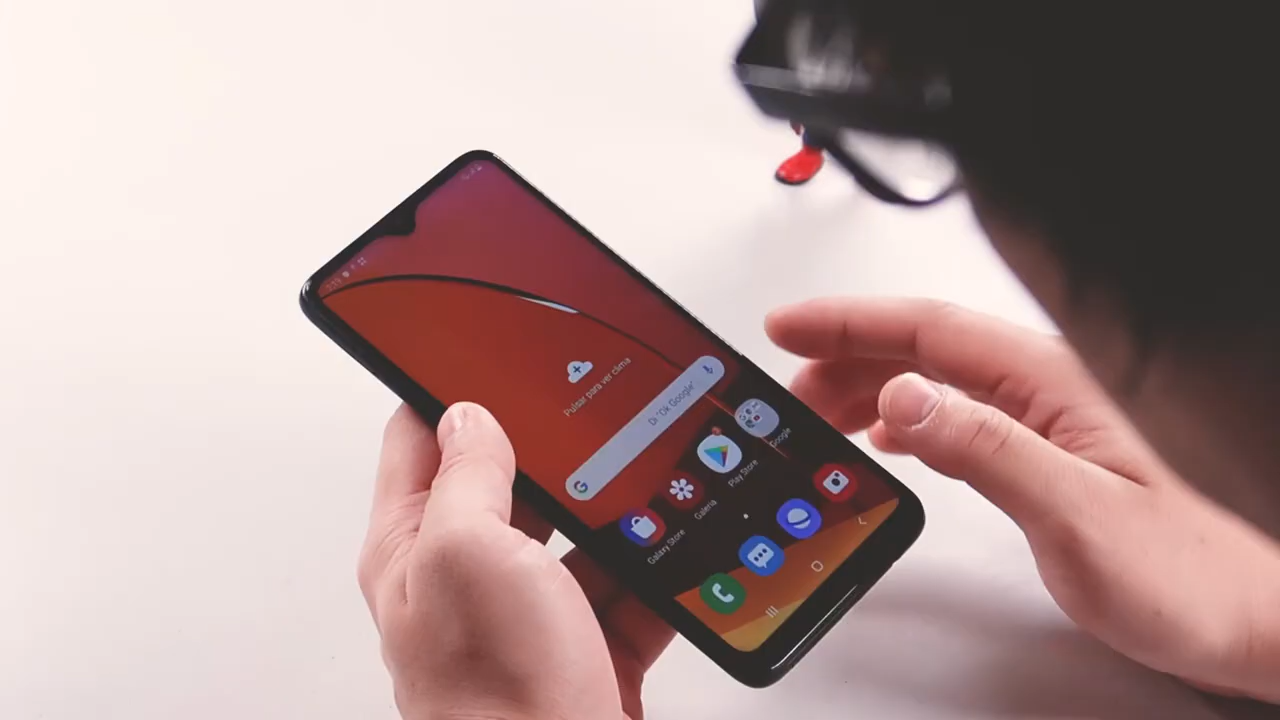 Pulsar para ver clima
Di "Ok Google"
Galaxy Store
Galería
Play Store
Google